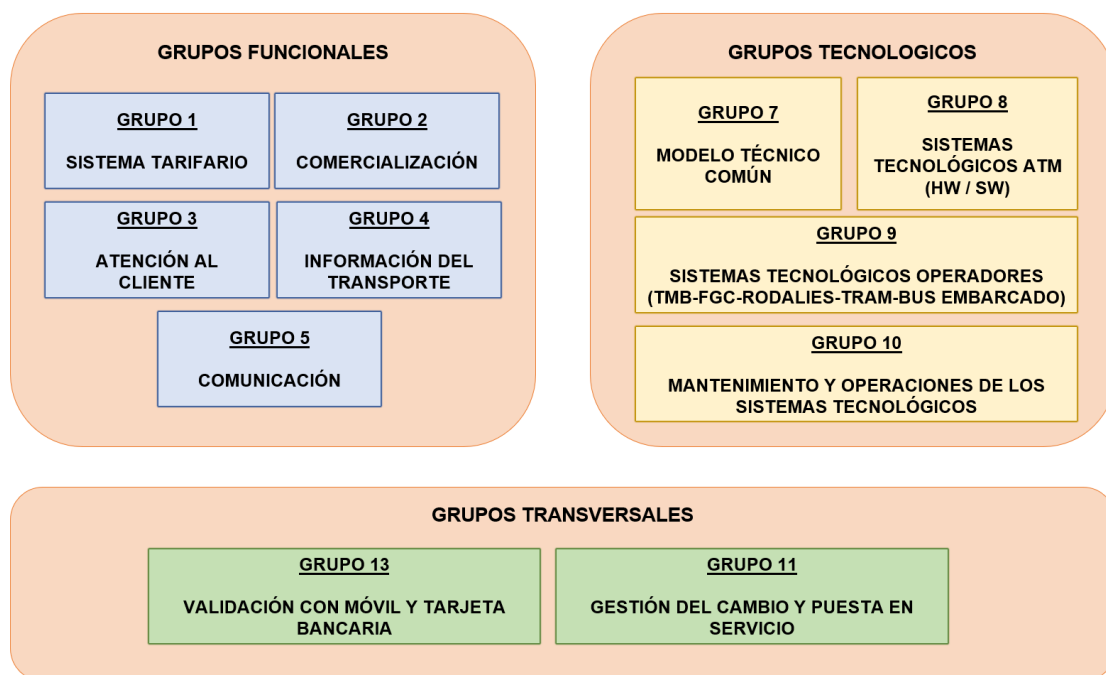 GRUPOS FUNCIONALES
GRUPO 1
SISTEMA TARIFARIO
GRUPO 2
COMERCIALIZACIÓN
GRUPO 3
ATENCIÓN AL
CLIENTE
GRUPO 4
INFORMACIÓN DEL
TRANSPORTE
GRUPO 5
COMUNICACIÓN
GRUPOS TECNOLOGICOS
GRUPO 7
MODELO TÉCNICO
COMÚN
GRUPO 8
SISTEMAS
TECNOLÓGICOS ATM
(HW / SW)
GRUPO 9
SISTEMAS TECNOLÓGICOS OPERADORES
(TMB-FGC-RODALIES-TRAM-BUS EMBARCADO)
GRUPO 10
MANTENIMIENTO Y OPERACIONES DE LOS
SISTEMAS TECNOLÓGICOS
GRUPOS TRANSVERSALES
GRUPO 13
VALIDACIÓN CON MÓVIL Y TARJETA
BANCARIA
GRUPO 11
GESTIÓN DEL CAMBIO Y PUESTA EN
SERVICIO